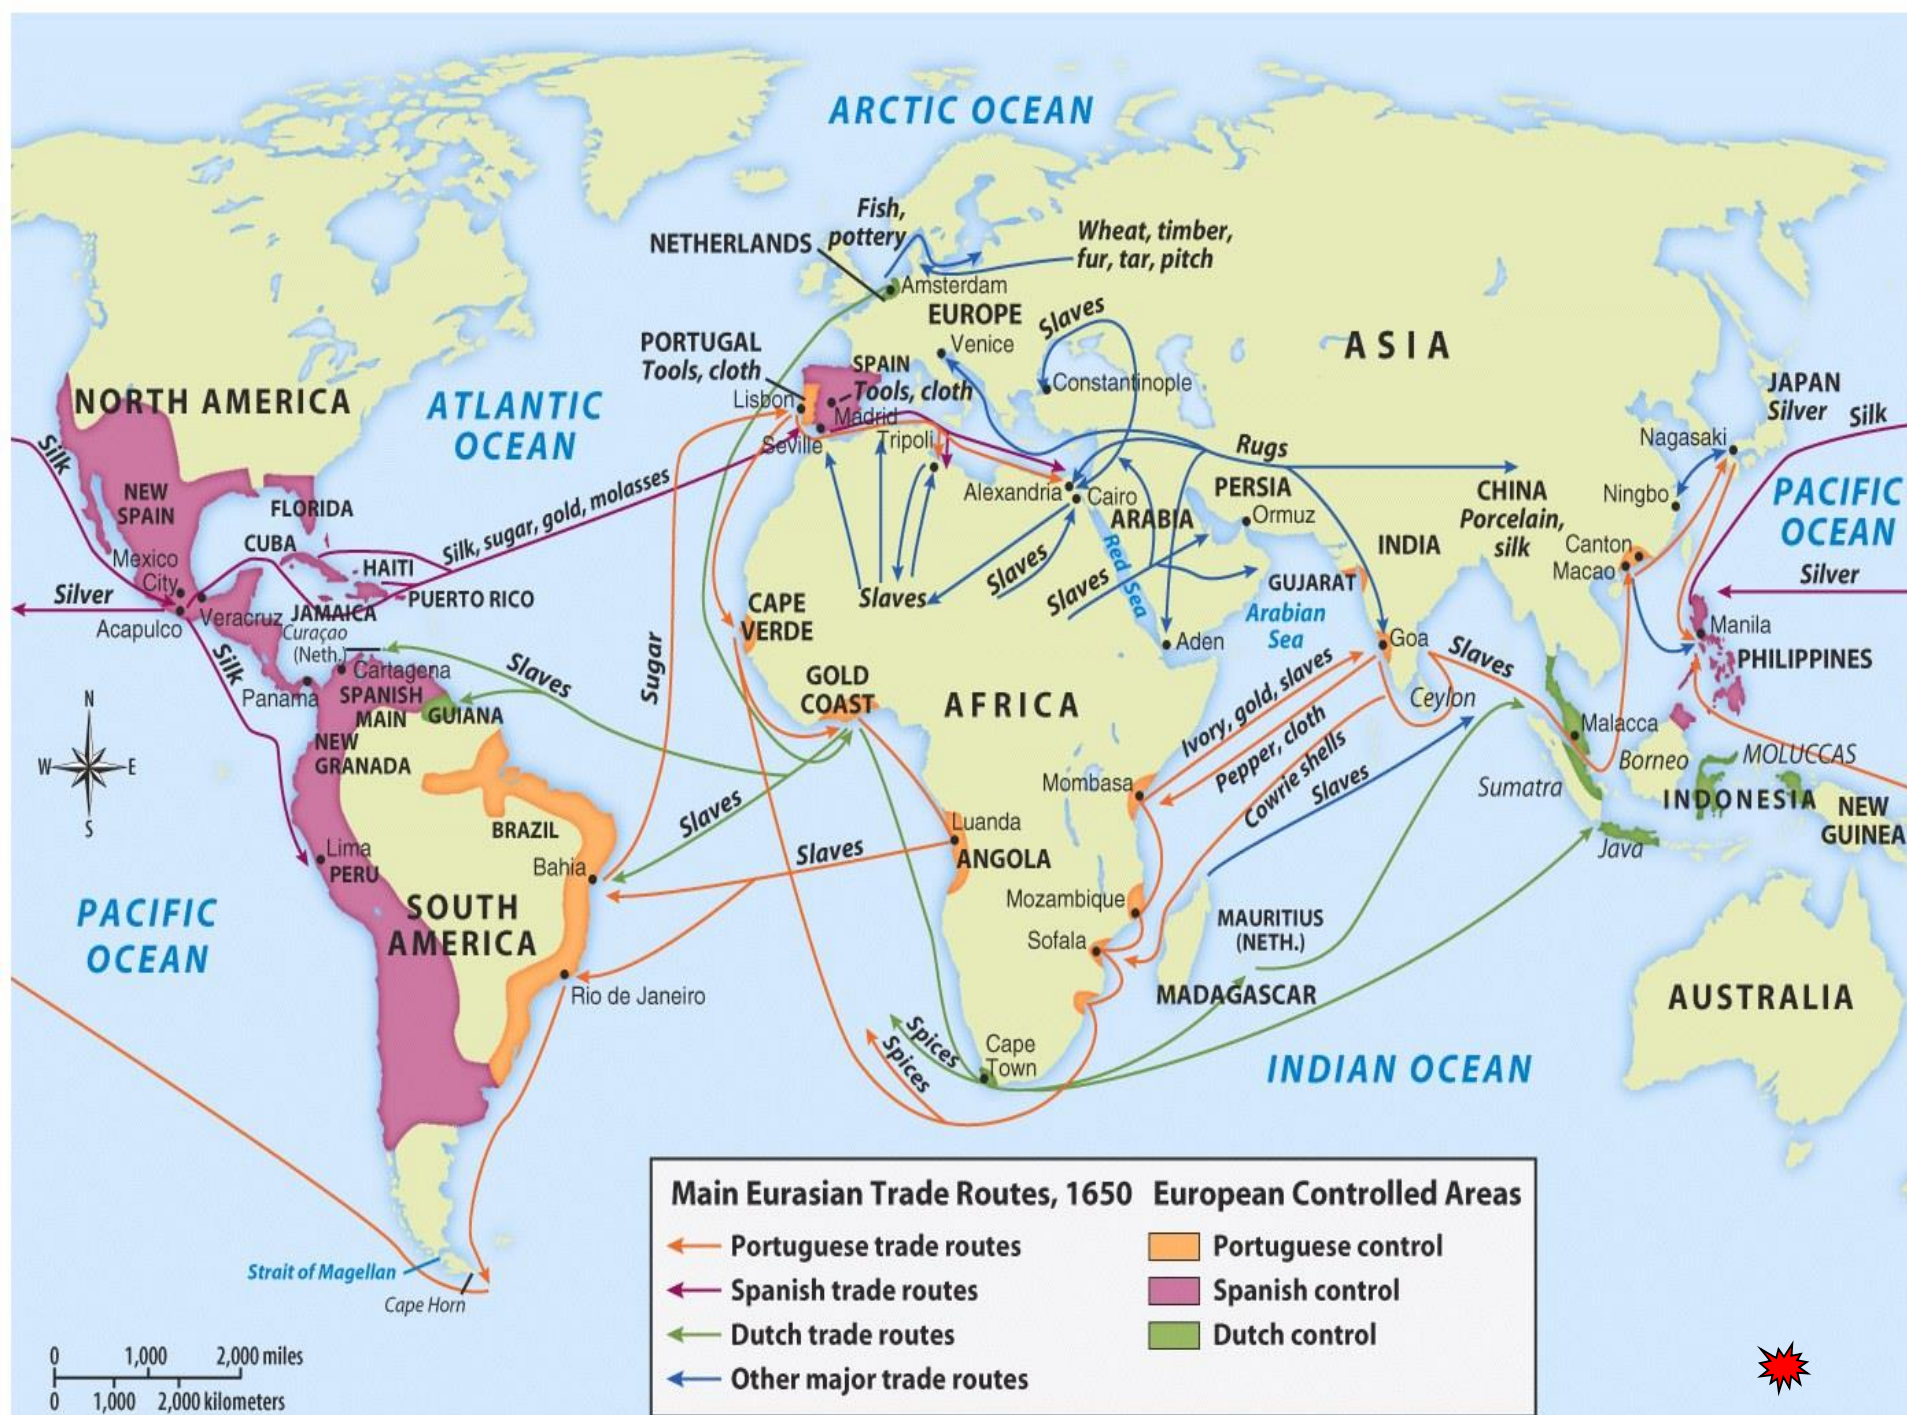 ARCTIC OCEAN
Fish,
pottery
NETHERLANDS
Wheat, timber,
fur, tar, pitch
Amsterdam
EUROPE
Slaves
Venice
PORTUGAL
Tools, cloth
SPAIN
Tools, cloth
ASIA
Constantinople
JAPAN
Silver
Silk
NORTH AMERICA
ATLANTIC
OCEAN
Lisbon
Madrid
Seville
Tripoli
Rugs
Nagasaki
Silk
NEW
SPAIN
FLORIDA
Silk, sugar, gold, molasses
Alexandria
Cairo
ARABIA
PERSIA
Ormuz
CHINA
Porcelain,
silk
Ningbo
PACIFIC
OCEAN
CUBA
Mexico
City
HAITI
Slaves
Red Sea
INDIA
Canton
Macao
Silver
Silver
Veracruz
JAMAICA
PUERTO RICO
Acapulco
Curaçao
(Neth.)
Slaves
CAPE
VERDE
Slaves
GUJARAT
Arabian
Sea
Aden
Goa
Manila
PHILIPPINES
Silk
Cartagena
Panama
SPANISH
MAIN
GUIANA
Slaves
Sugar
GOLD
COAST
AFRICA
Ivory, gold, slaves
Slaves
Ceylon
Malacca
Borneo
MOLUCCAS
N
W
E
S
NEW
GRANADA
Pepper, cloth
Cowrie shells
Slaves
Mombasa
Sumatra
INDONESIA
NEW
GUINEA
BRAZIL
Slaves
Luanda
ANGOLA
Slaves
Java
Lima
PERU
Bahia
SOUTH
AMERICA
Mozambique
Sofala
MAURITIUS
(NETH.)
MADAGASCAR
PACIFIC
OCEAN
Rio de Janeiro
AUSTRALIA
Spices
Spices
Cape
Town
INDIAN OCEAN
Strait of Magellan
Cape Horn
0 1,000 2,000 miles
0 1,000 2,000 kilometers
Main Eurasian Trade Routes, 1650
Portuguese trade routes
Spanish trade routes
Dutch trade routes
Other major trade routes
European Controlled Areas
Portuguese control
Spanish control
Dutch control